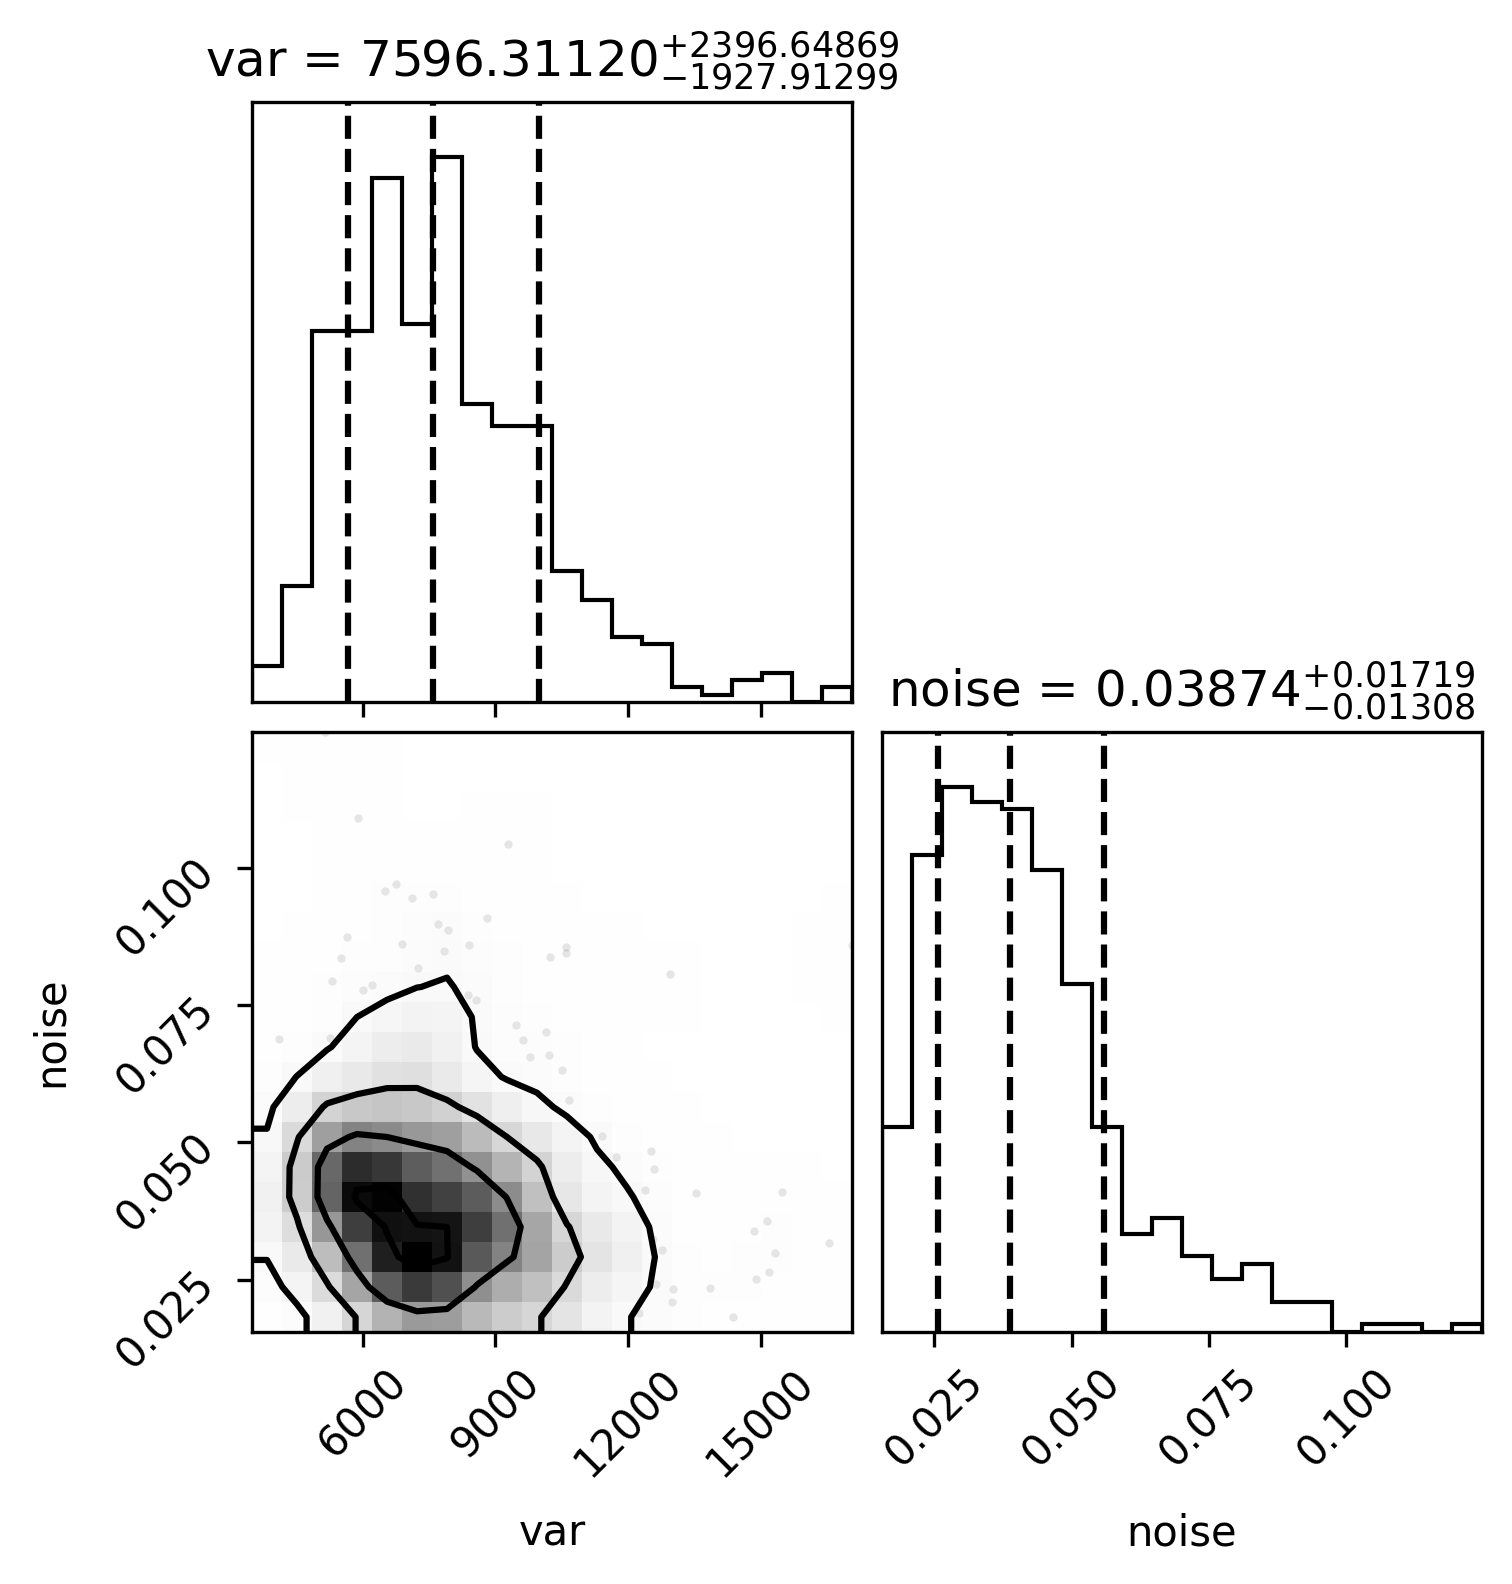 var = 7596.31120+2396.64869
−1927.91299
noise = 0.03874+0.01719
−0.01308
noise
0.100
0.075
0.050
0.025
6000 9000 12000 15000
0.025 0.050 0.075 0.100
var
noise